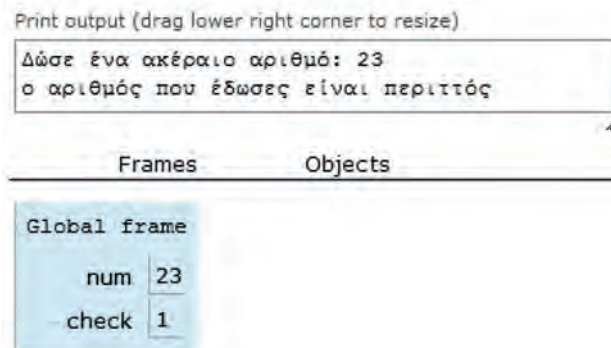 Print output (drag lower right corner to resize)
Δώσε ένα ακέραιο αριθμό: 23
ο αριθμός που έδωσες είναι περιττός
Frames Objects
Global frame
num 23
check 1